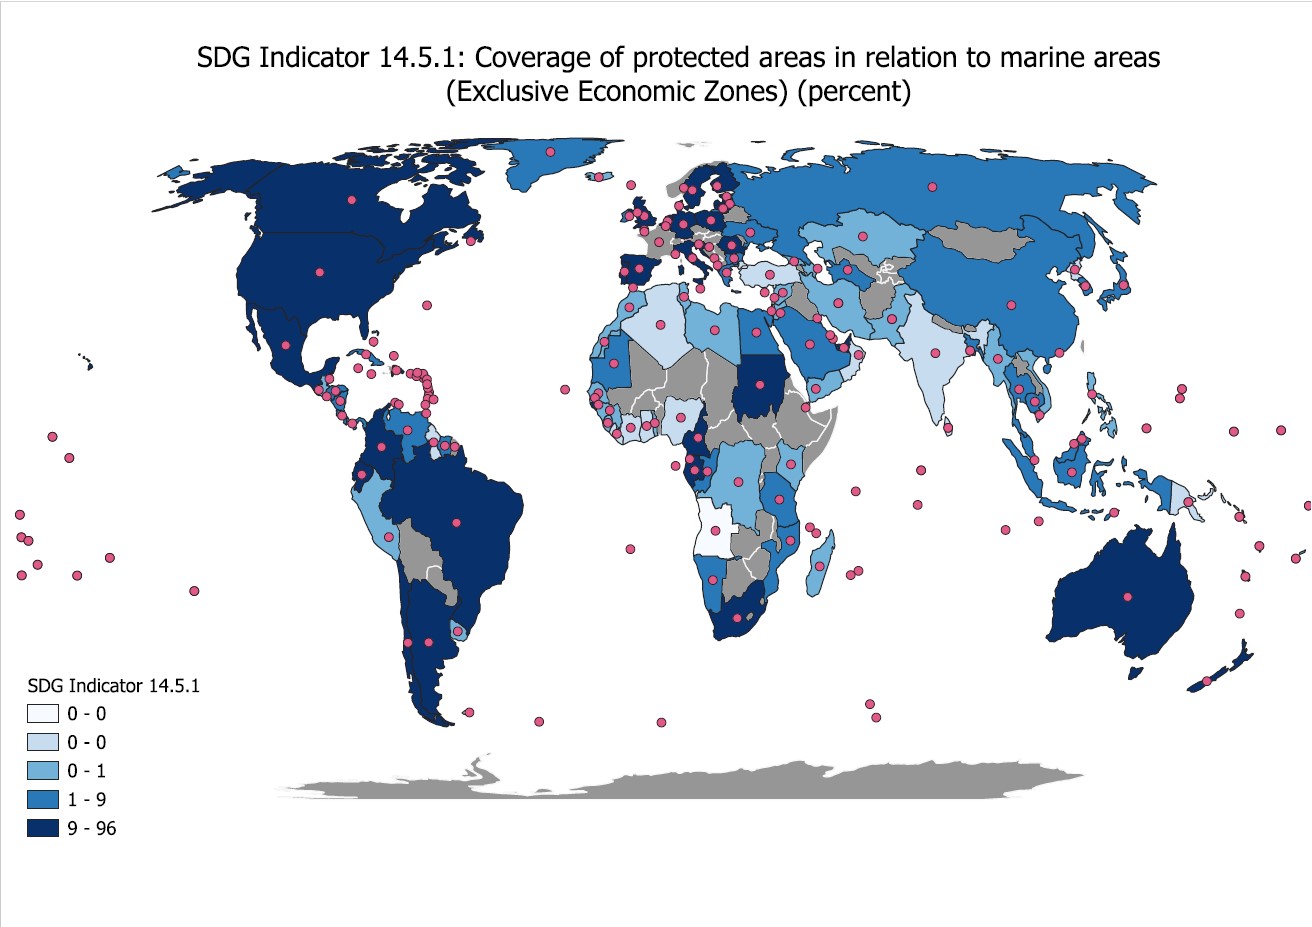 SDG Indicator 14.5.1: Coverage of protected areas in relation to marine areas
(Exclusive Economic Zones) (percent)
SDG Indicator 14.5.1
0 - 0
0 - 0
0 - 1
1 - 9
9 - 96